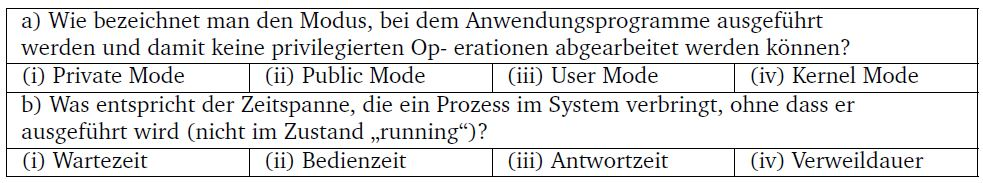 a) Wie bezeichnet man den Modus, bei dem Anwendungsprogramme ausgeführt
werden und damit keine privilegierten Op- erationen abgearbeitet werden können?
(i) Private Mode (ii) Public Mode (iii) User Mode (iv) Kernel Mode
b) Was entspricht der Zeitspanne, die ein Prozess im System verbringt, ohne dass er
ausgeführt wird (nicht im Zustand „running“)?
(i) Wartezeit (ii) Bedienzeit (iii) Antwortzeit (iv) Verweildauer